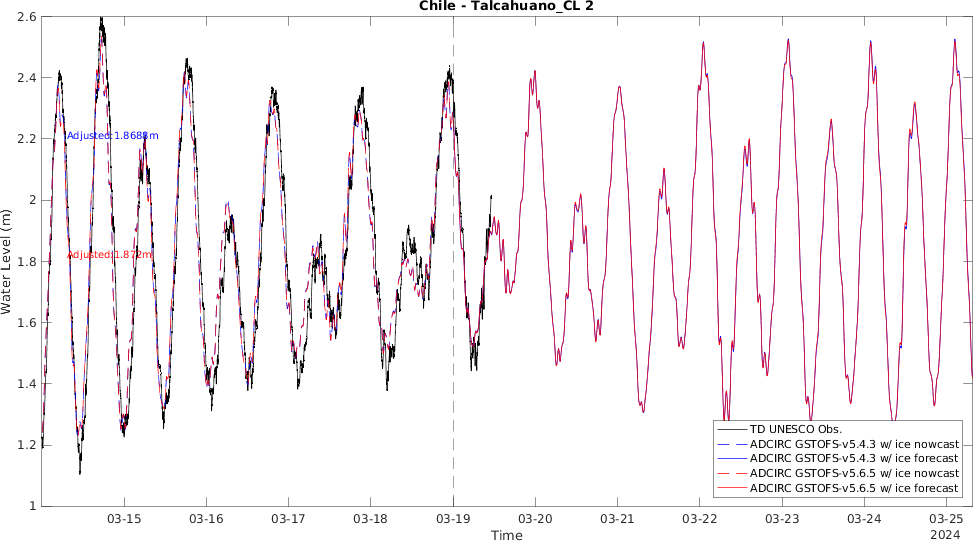 Chile - Talcahuano_CL 2
2.6
2.4
2.2
2
1.8
1.6
1.4
1.2
1
Water Level (m)
Adjusted:1.8688m
Adjusted:1.872m
TD UNESCO Obs.
ADCIRC GSTOFS-v5.4.3 w/ ice nowcast
ADCIRC GSTOFS-v5.4.3 w/ ice forecast
ADCIRC GSTOFS-v5.6.5 w/ ice nowcast
ADCIRC GSTOFS-v5.6.5 w/ ice forecast
03-15 03-16 03-17 03-18 03-19 03-20 03-21 03-22 03-23 03-24 03-25
2024
Time